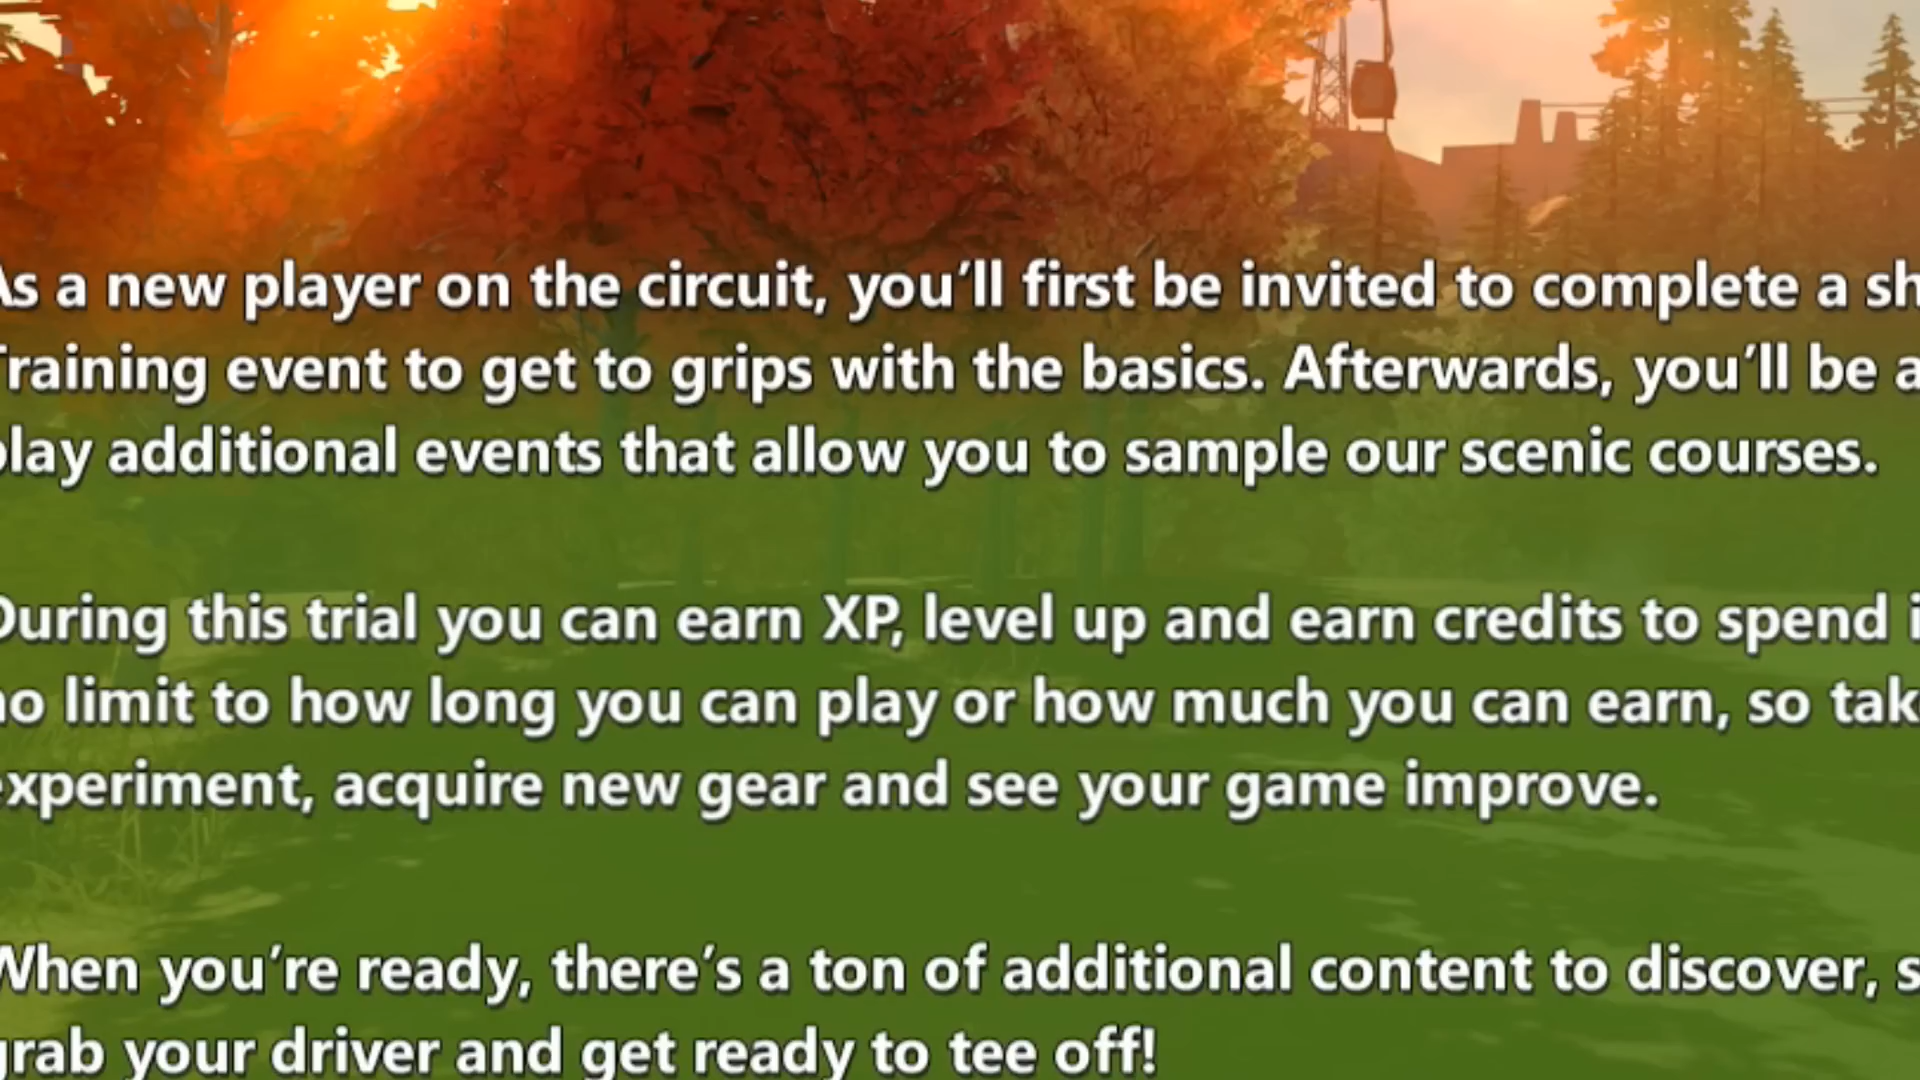 As a new player on the circuit, you'll first be invited to complete a
Training event to get to grips with the basics. Afterwards, you'll be
play additional events that allow you to sample our scenic courses.
During this trial you can earn XP, level up and earn credits to spend
no limit to how long you can play or how much you can earn, so
experiment, acquire new gear and see your game improve.
When you're ready, there's a ton of additional content to discover,
grab your driver and get ready to tee off!